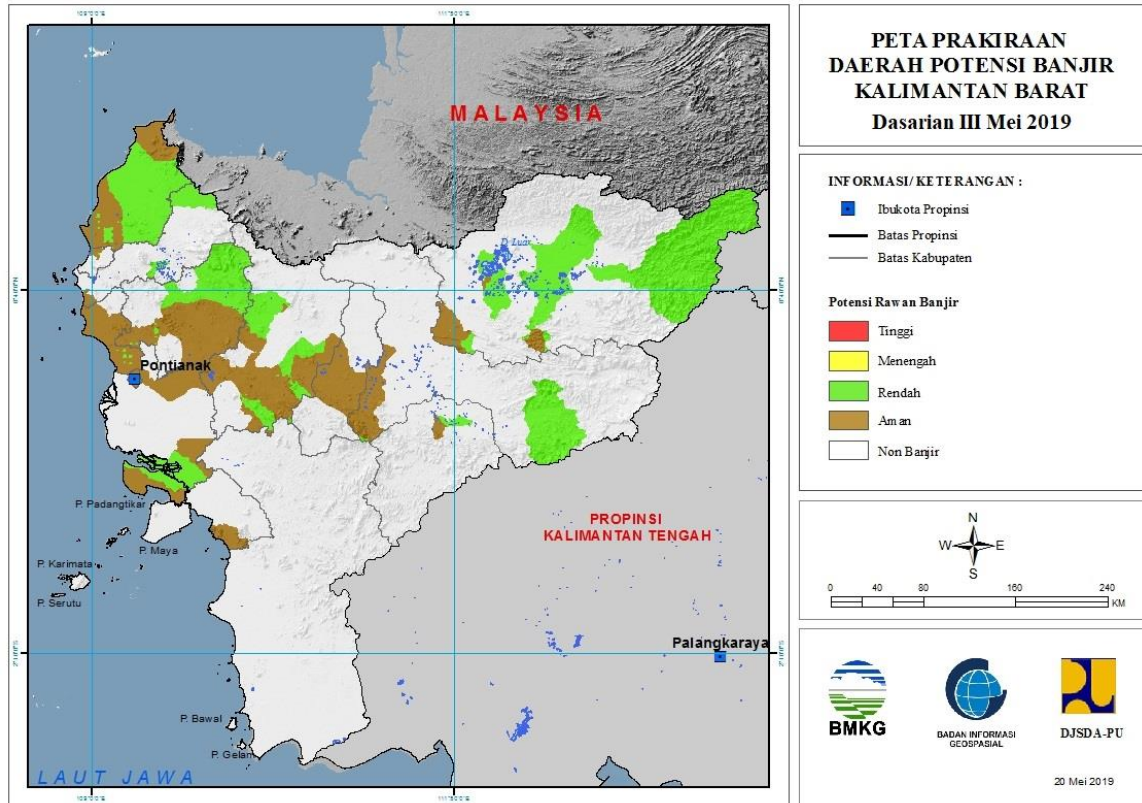 MALAYSIA
D. Luar
Pontianak
P. Padangtikar
P. Maya
P. Karimata
P. Serutu
PROPINSI
KALIMANTAN TENGAH
Palangkaraya
P. Bawal
P. Gelam
LAUT JAWA
PETA PRAKIRAAN
DAERAH POTENSI BANJIR
KALIMANTAN BARAT
Dasarian III Mei 2019
INFORMASI/ KETERANGAN :
Ibukota Propinsi
Batas Propinsi
Batas Kabupaten
Potensi Rawan Banjir
Tinggi
Menengah
Rendah
Aman
Non Banjir
N
W E
S
0 40 80 160 240
KM
BMKG
BADAN INFORMASI
GEOSPASIAL
DJSDA-PU
20 Mei 2019